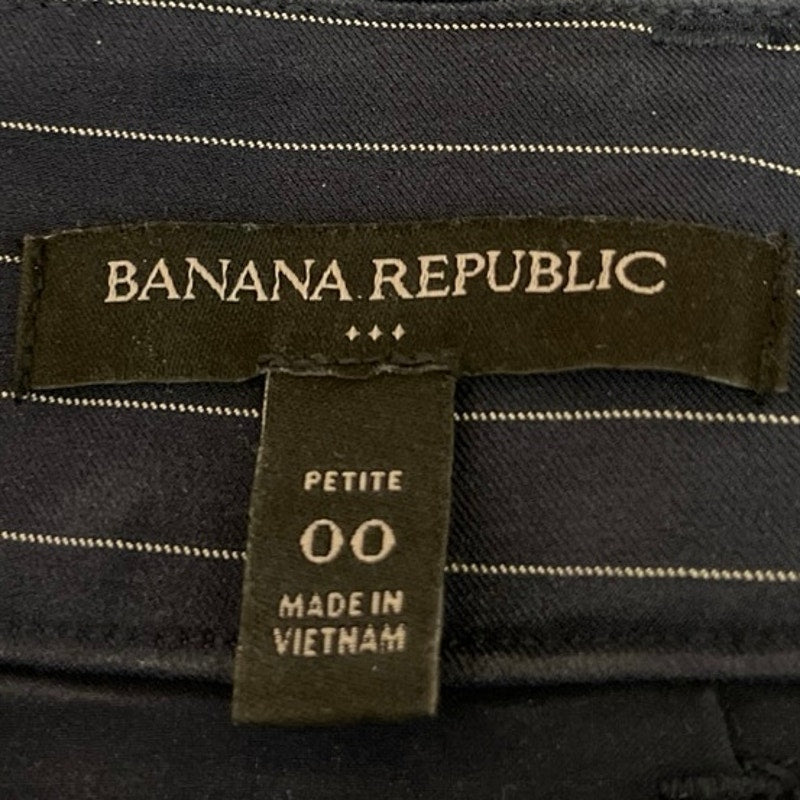 BANANA REPUBLIC
PETITE
00
MADE IN
VIETNAM